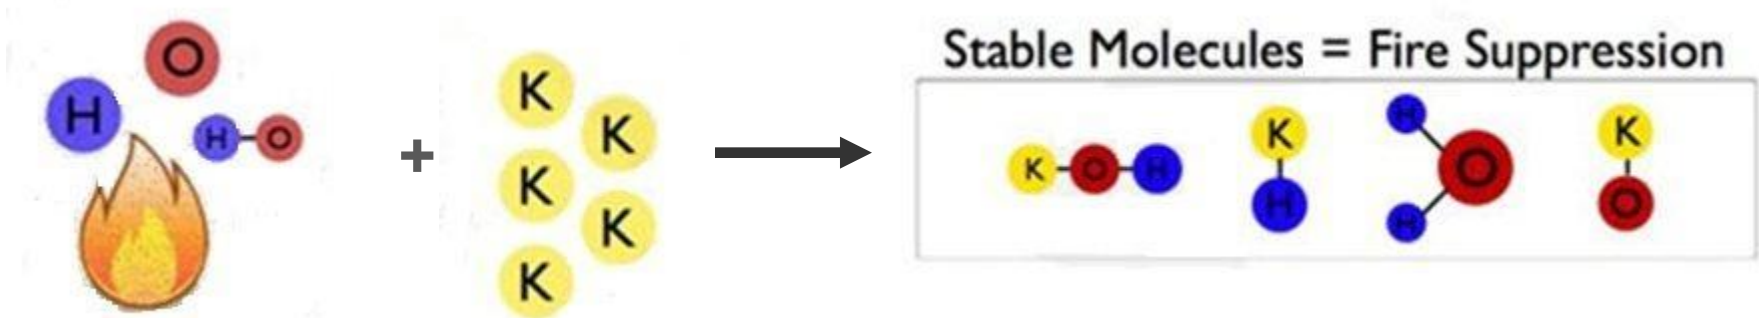 O
H
H-O
+
K
K
K
K
K
Stable Molecules = Fire Suppression
K-O-H
K
H
H
O
H
K
O